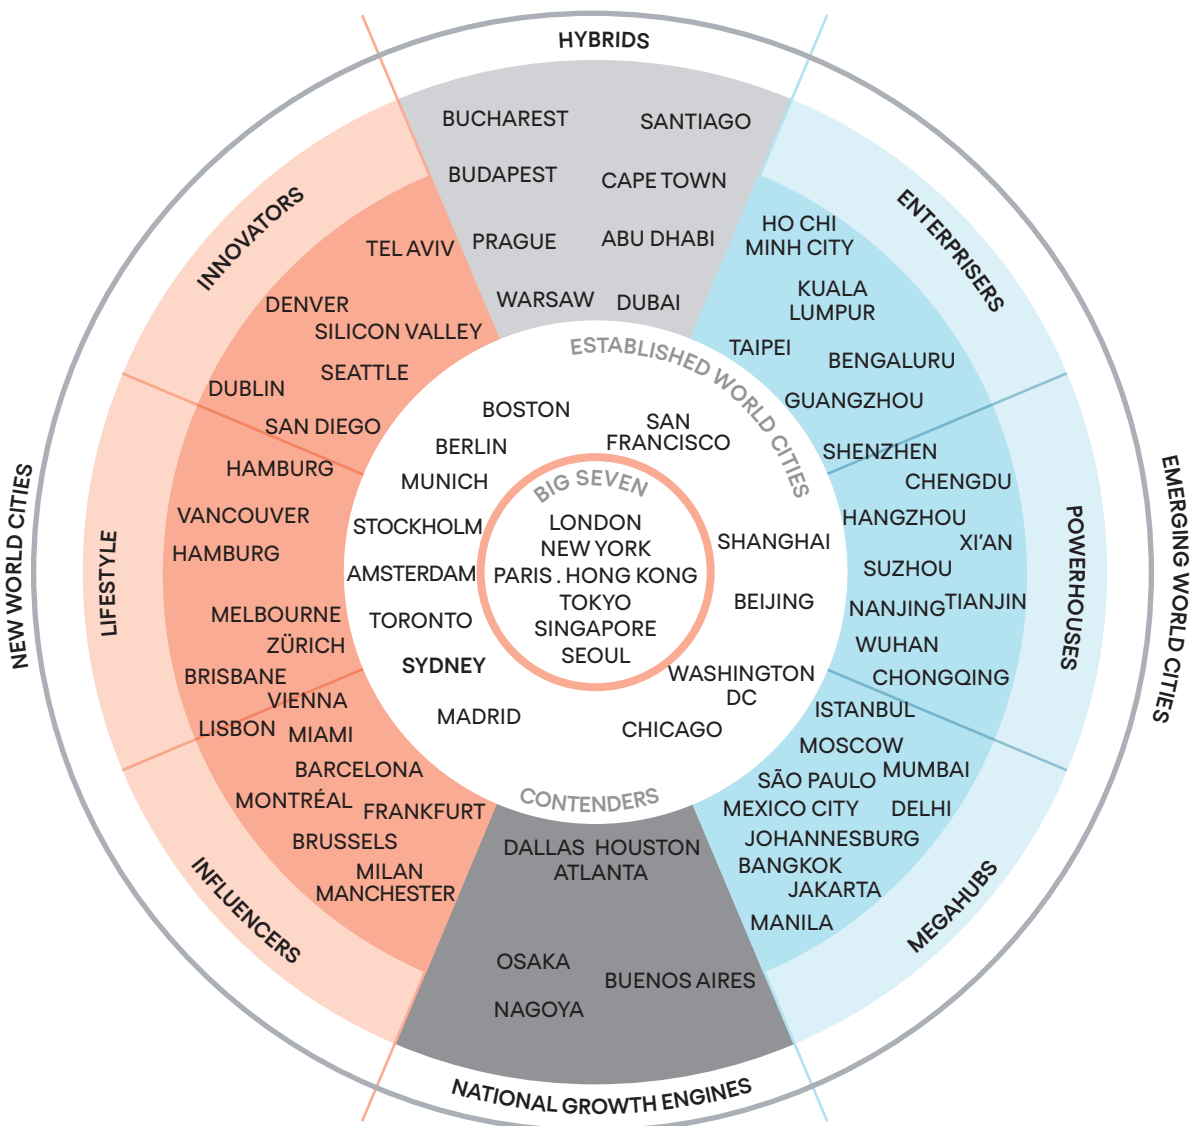 HYBRIDS
BUCHAREST
SANTIAGO
BUDAPEST
CAPE TOWN
PRAGUE
ABU DHABI
WARSAW
DUBAI
ENTERPRISERS
HO CHI
MINH CITY
KUALA
LUMPUR
TAIPEI
BENGALURU
GUANGZHOU
SHENZHEN
POWERHOUSES
CHENGDU
HANGZHOU
XI'AN
SUZHOU
NANJING
TIANJIN
WUHAN
CHONGQING
EMERGING WORLD CITIES
MEGAHUBS
ISTANBUL
MOSCOW
MUMBAI
SÃO PAULO
MEXICO CITY
DELHI
JOHANNESBURG
BANGKOK
JAKARTA
MANILA
NATIONAL GROWTH ENGINES
DALLAS
HOUSTON
ATLANTA
OSAKA
BUENOS AIRES
NAGOYA
INFLUENCERS
LISBON
MIAMI
BARCELONA
MONTRÉAL
FRANKFURT
BRUSSELS
MILAN
MANCHESTER
NEW WORLD CITIES
LIFESTYLE
HAMBURG
VANCOUVER
HAMBURG
MELBOURNE
ZÜRICH
BRISBANE
VIENNA
INNOVATORS
TEL AVIV
DENVER
SILICON VALLEY
SEATTLE
DUBLIN
SAN DIEGO
ESTABLISHED WORLD CITIES
BOSTON
SAN
FRANCISCO
BERLIN
MUNICH
STOCKHOLM
SHANGHAI
AMSTERDAM
BEIJING
TORONTO
SYDNEY
WASHINGTON
DC
MADRID
CHICAGO
CONTENDERS
BIG SEVEN
LONDON
NEW YORK
PARIS . HONG KONG
TOKYO
SINGAPORE
SEOUL